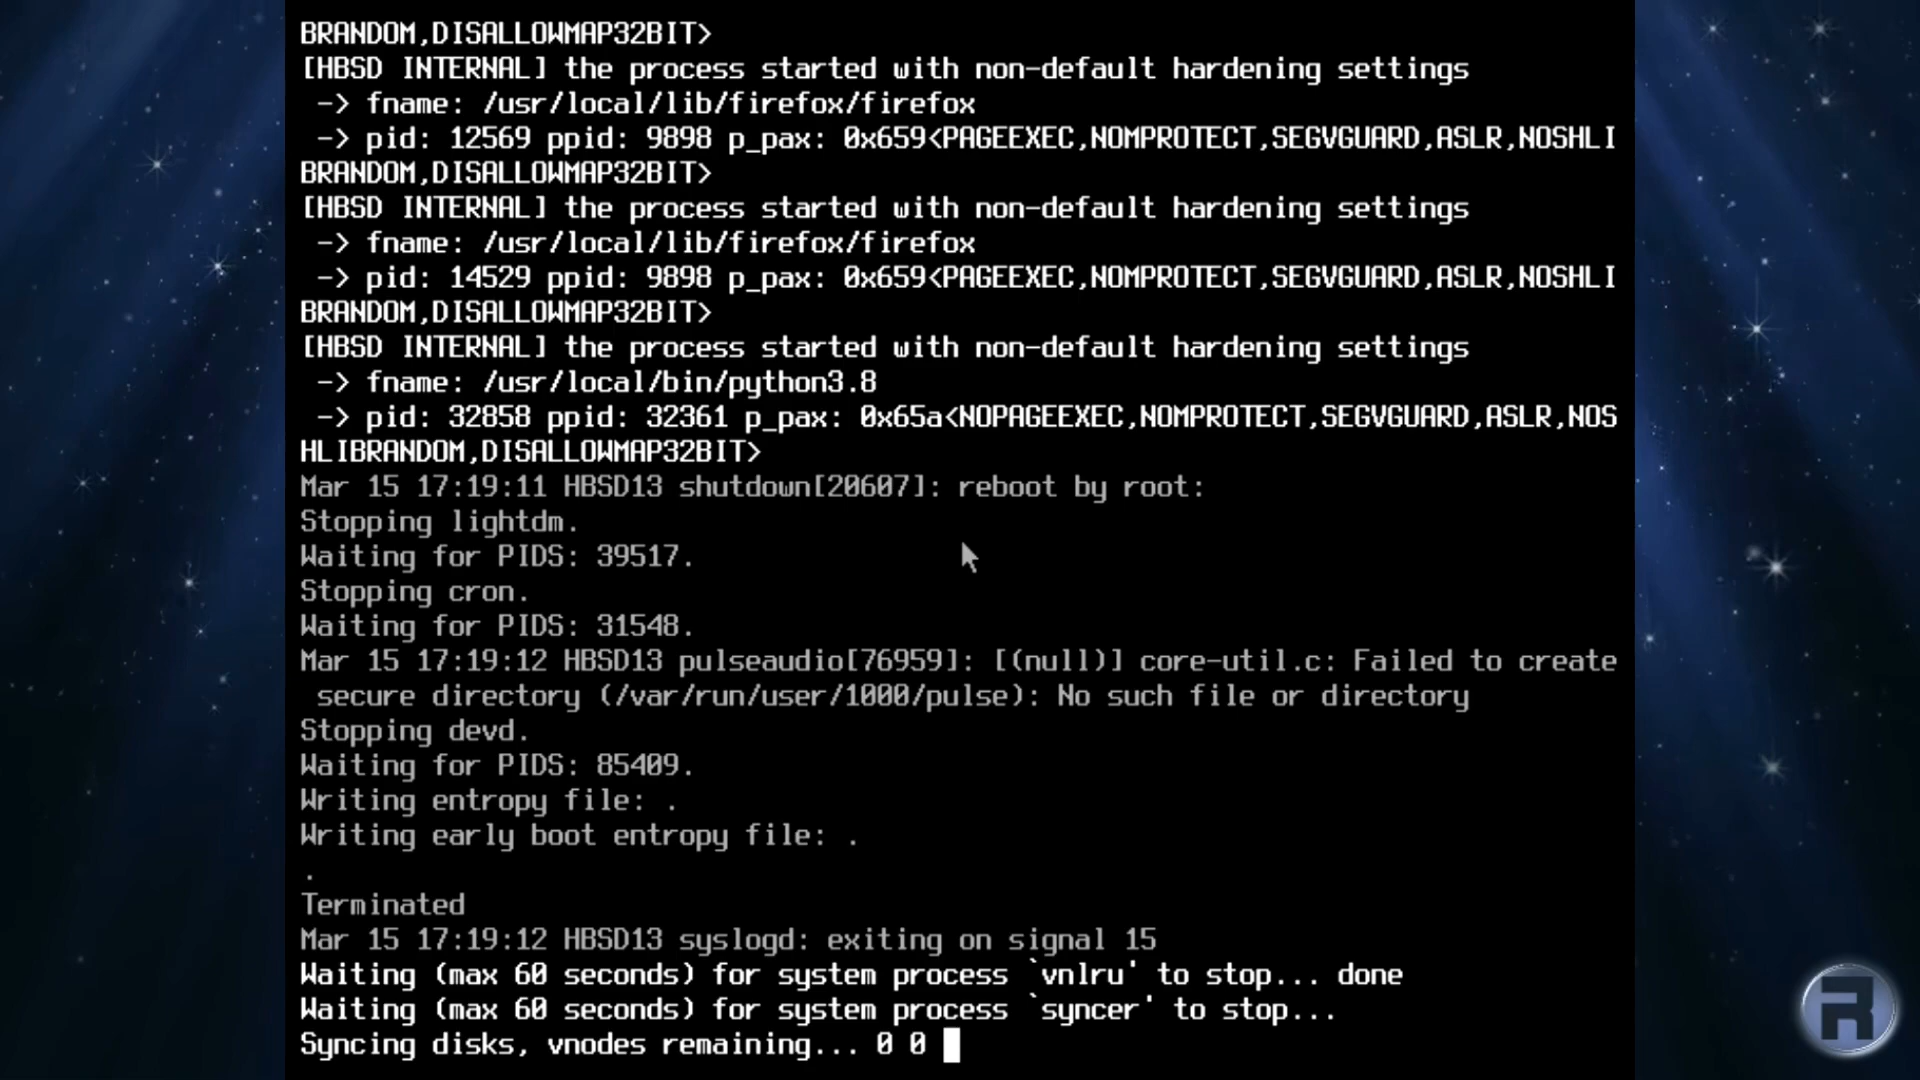 BRANDOM,DISALLOWMAP32BIT>
[HBSD INTERNAL] the process started with non-default hardening settings
 -> fname: /usr/local/lib/firefox/firefox
 -> pid: 12569 ppid: 9898 p_pax: 0x659<PAGEEXEC,NOMPROTECT,SEGVGUARD,ASLR,NOSHLI
BRANDOM,DISALLOWMAP32BIT>
[HBSD INTERNAL] the process started with non-default hardening settings
 -> fname: /usr/local/lib/firefox/firefox
 -> pid: 14529 ppid: 9898 p_pax: 0x659<PAGEEXEC,NOMPROTECT,SEGVGUARD,ASLR,NOSHLI
BRANDOM,DISALLOWMAP32BIT>
[HBSD INTERNAL] the process started with non-default hardening settings
 -> fname: /usr/local/bin/python3.8
 -> pid: 32858 ppid: 32361 p_pax: 0x65a<NOPAGEEXEC,NOMPROTECT,SEGVGUARD,ASLR,NOS
HLIBRANDOM,DISALLOWMAP32BIT>
Mar 15 17:19:11 HBSD13 shutdown[20607]: reboot by root:
Stopping lightdm.
Waiting for PIDS: 39517.
Stopping cron.
Waiting for PIDS: 31548.
Mar 15 17:19:12 HBSD13 pulseaudio[76959]: [(null)] core-util.c: Failed to create
 secure directory (/var/run/user/1000/pulse): No such file or directory
Stopping devd.
Waiting for PIDS: 85409.
Writing entropy file: .
Writing early boot entropy file: .
.
Terminated
Mar 15 17:19:12 HBSD13 syslogd: exiting on signal 15
Waiting (max 60 seconds) for system process `vnlru' to stop... done
Waiting (max 60 seconds) for system process `syncer' to stop...
Syncing disks, vnodes remaining... 0 0
R